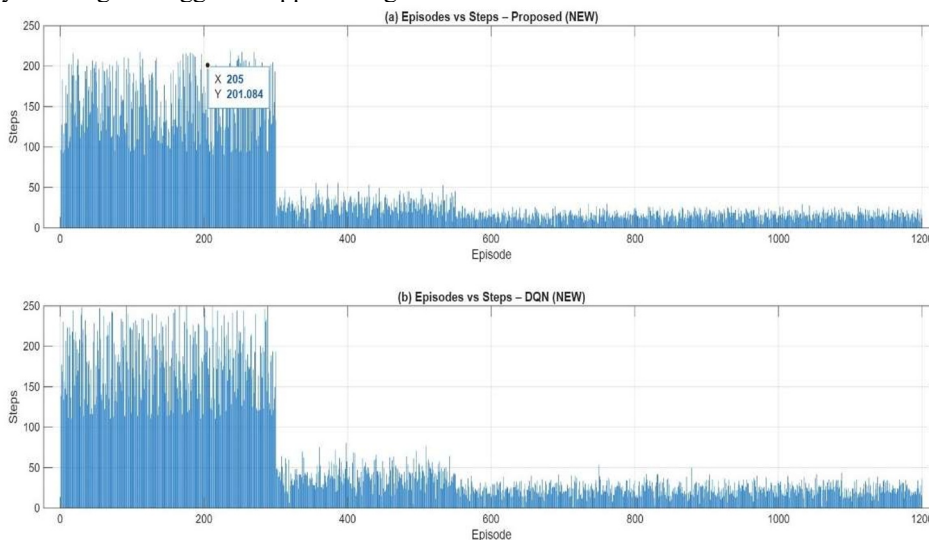 (a) Episodes vs Steps – Proposed (NEW)
250
200
150
100
50
0
Steps
X 205
Y 201.084
0 200 400 600 800 1000 1200
Episode
(b) Episodes vs Steps – DQN (NEW)
250
200
150
100
50
0
Steps
0 200 400 600 800 1000 1200
Episode